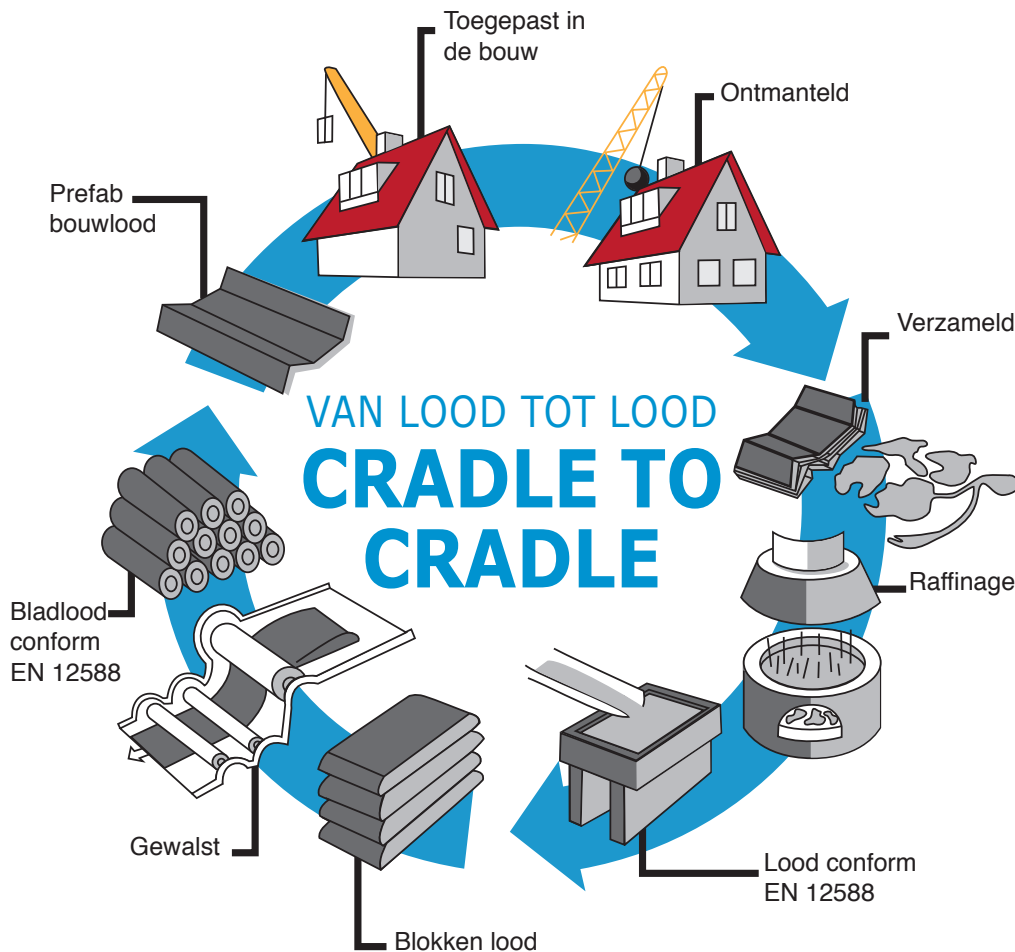 Toegepast in
de bouw
Ontmanteld
Prefab
bouwlood
Verzameld
VAN LOOD TOT LOOD
CRADLE TO
CRADLE
Raffinage
Bladlood
conform
EN 12588
Gewalst
Lood conform
EN 12588
Blokken lood